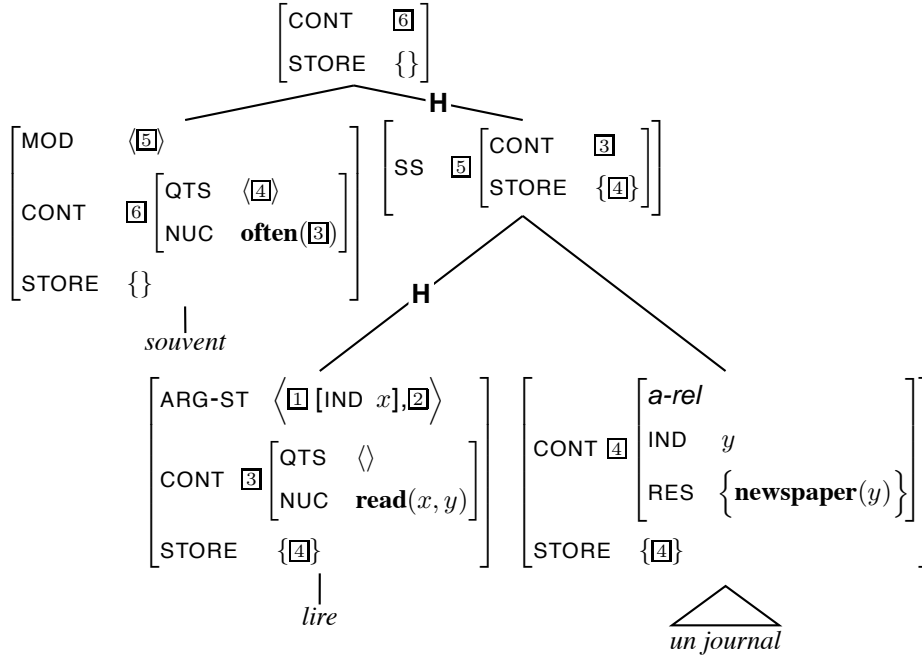 CONT 6
STORE {}
H
MOD ⟨5⟩
CONT 6 QTS ⟨4⟩
NUC often(3)
STORE {}
SS 5 CONT 3
STORE {4}
souvent
H
ARG-ST ⟨1 [IND x],2⟩
CONT 3 QTS ⟨⟩
NUC read(x, y)
STORE {4}
lire
CONT 4 a-rel
IND y
RES {newspaper(y)}
STORE {4}
un journal